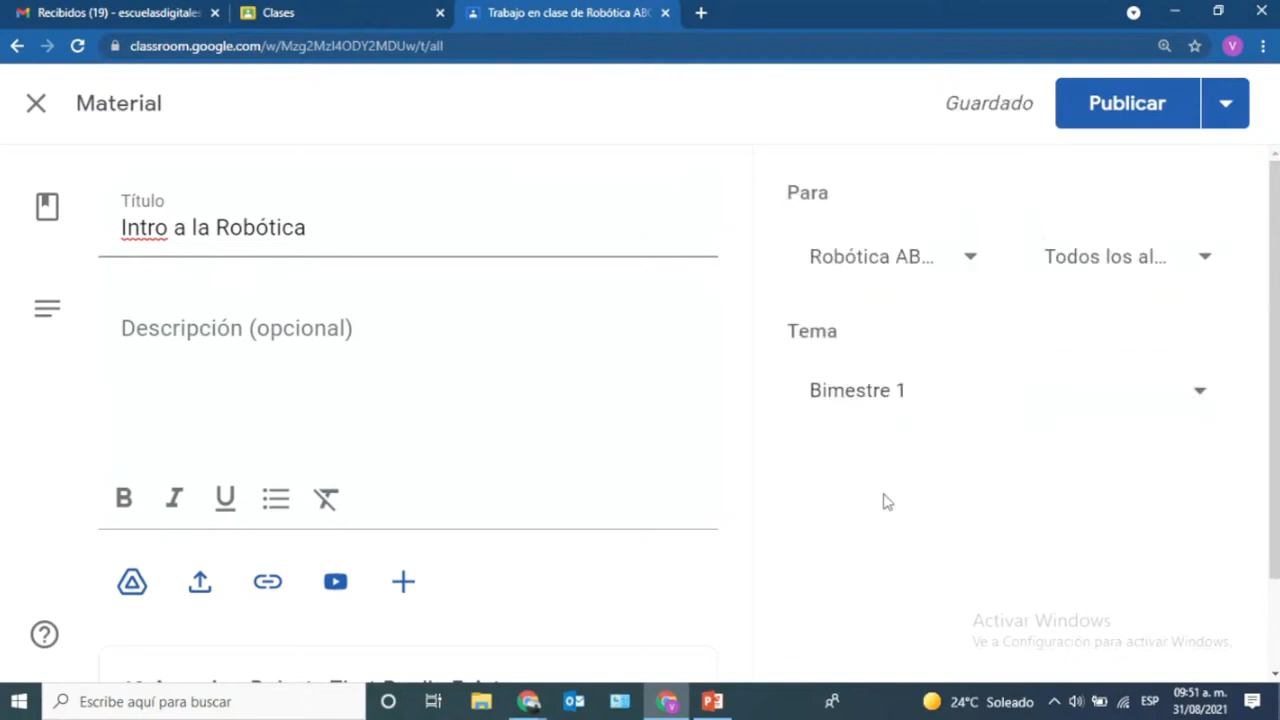 Recibidos (19) - escuelasdigitales
Clases
Trabajo en clase de Robótica ABC
classroom.google.com/w/Mzg2MzI4ODY2MDUw/t/all
V
Material
Guardado
Publicar
Título
Intro a la Robótica
Para
Robótica AB...
Todos los al...
Descripción (opcional)
Tema
Bimestre 1
B I U
Activar Windows
Ve a Configuración para activar Windows.
Escribe aquí para buscar
24°C Soleado
ESP
09:51 a. m.
31/08/2021